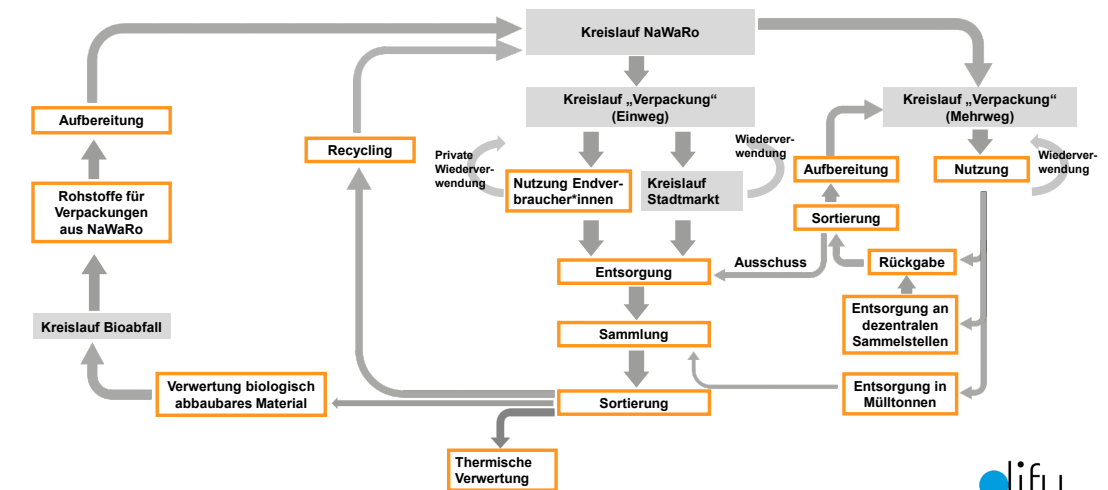 Kreislauf NaWaRo
Kreislauf „Verpackung“
(Einweg)
Kreislauf „Verpackung“
(Mehrweg)
Aufbereitung
Recycling
Private
Wiederver-
wendung
Wiederver-
wendung
Wiederver-
wendung
Nutzung Endver-
braucher*innen
Kreislauf
Stadtmarkt
Aufbereitung
Nutzung
Rohstoffe für
Verpackungen
aus NaWaRo
Sortierung
Ausschuss
Rückgabe
Entsorgung
Entsorgung an
dezentralen
Sammelstellen
Kreislauf Bioabfall
Sammlung
Verwertung biologisch
abbaubares Material
Sortierung
Entsorgung in
Mülltonnen
Thermische
Verwertung
difu